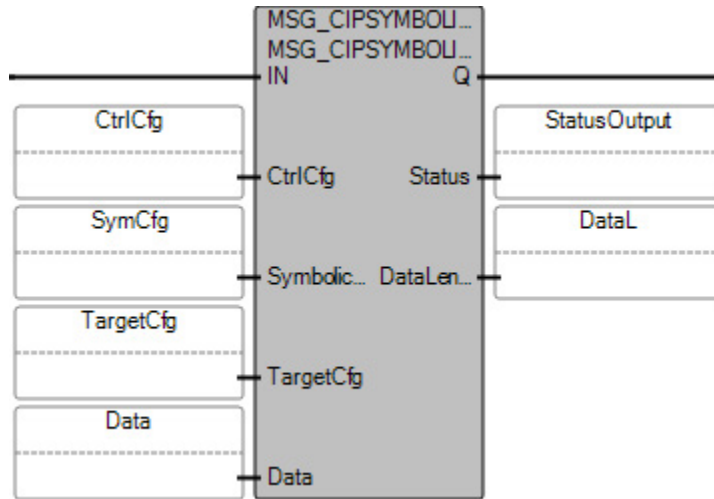 MSG_CIPSYMBOLI...
MSG_CIPSYMBOLI...
IN Q
CtrlCfg
StatusOutput
CtrlCfg Status
SymCfg
DataL
Symbolic... DataLen...
TargetCfg
TargetCfg
Data
Data